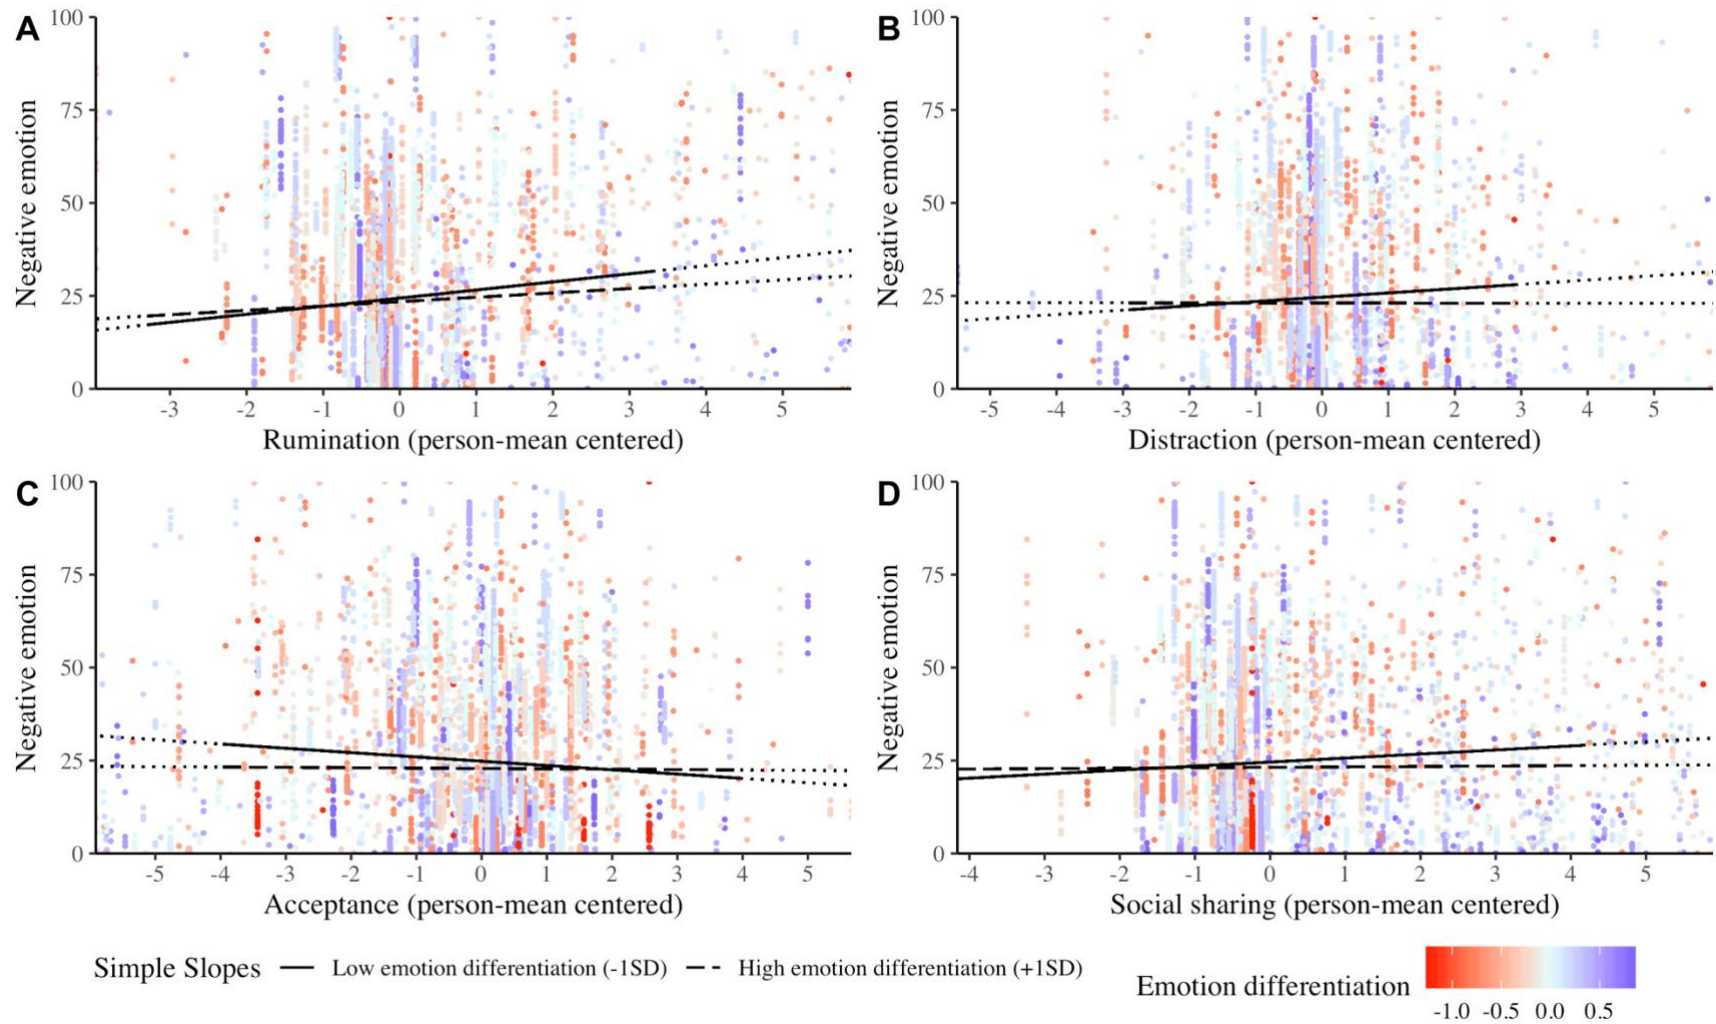 A
100
75
50
25
0
Negative emotion
-3 -2 -1 0 1 2 3 4 5
Rumination (person-mean centered)
B
100
75
50
25
0
Negative emotion
-5 -4 -3 -2 -1 0 1 2 3 4 5
Distraction (person-mean centered)
C
100
75
50
25
0
Negative emotion
-5 -4 -3 -2 -1 0 1 2 3 4 5
Acceptance (person-mean centered)
D
100
75
50
25
0
Negative emotion
-4 -3 -2 -1 0 1 2 3 4 5
Social sharing (person-mean centered)
Simple Slopes Low emotion differentiation (-1SD) High emotion differentiation (+1SD)
Emotion differentiation
-1.0 -0.5 0.0 0.5